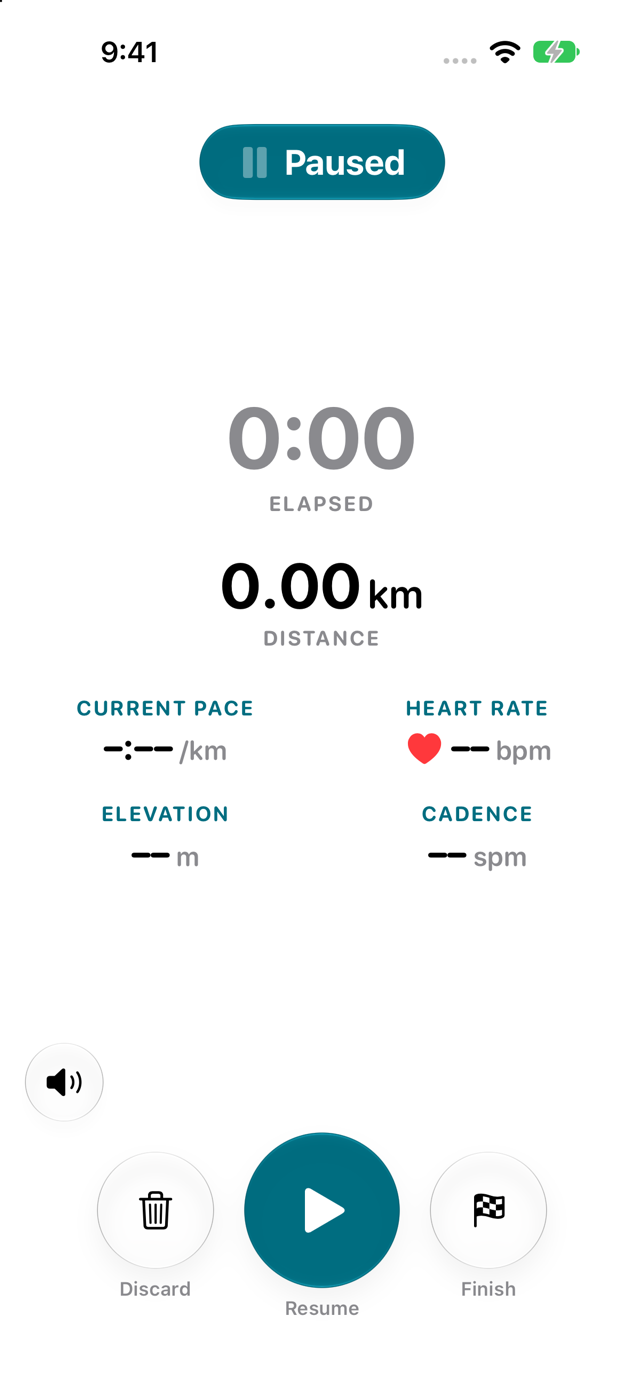 9:41
Paused
0:00
ELAPSED
0.00 km
DISTANCE
CURRENT PACE
HEART RATE
-:-- /km
-- bpm
ELEVATION
CADENCE
-- m
-- spm
Discard
Resume
Finish